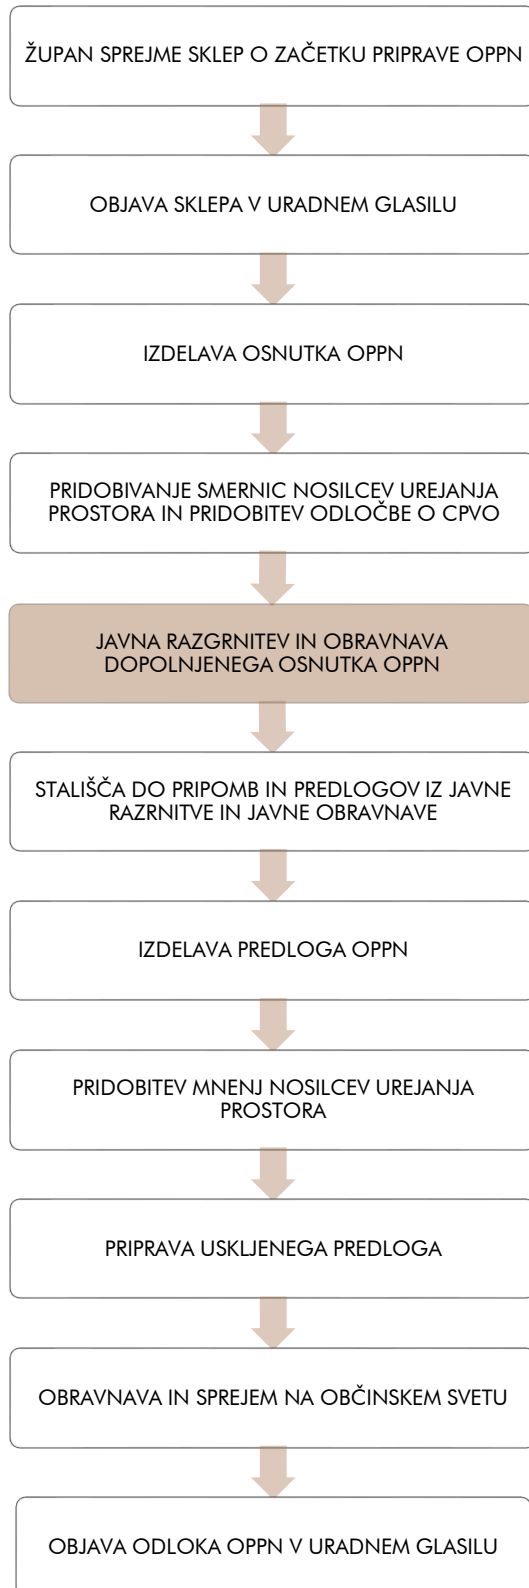 ŽUPAN SPREJME SKLEP O ZAČETKU PRIPRAVE OPPN
OBJAVA SKLEPA V URADNEM GLASILU
IZDELAVA OSNUTKA OPPN
PRIDOBIVANJE SMERNIC NOSILCEV UREJANJA
PROSTORA IN PRIDOBITEV ODLOČBE O CPVO
JAVNA RAZGRNITEV IN OBRAVNAVA
DOPOLNJENEGA OSNUTKA OPPN
STALIŠČA DO PRIPOMB IN PREDLOGOV IZ JAVNE
RAZRNITVE IN JAVNE OBRAVNAVE
IZDELAVA PREDLOGA OPPN
PRIDOBITEV MNENJ NOSILCEV UREJANJA
PROSTORA
PRIPRAVA USKLJENEGA PREDLOGA
OBRAVNAVA IN SPREJEM NA OBČINSKEM SVETU
OBJAVA ODLOKA OPPN V URADNEM GLASILU